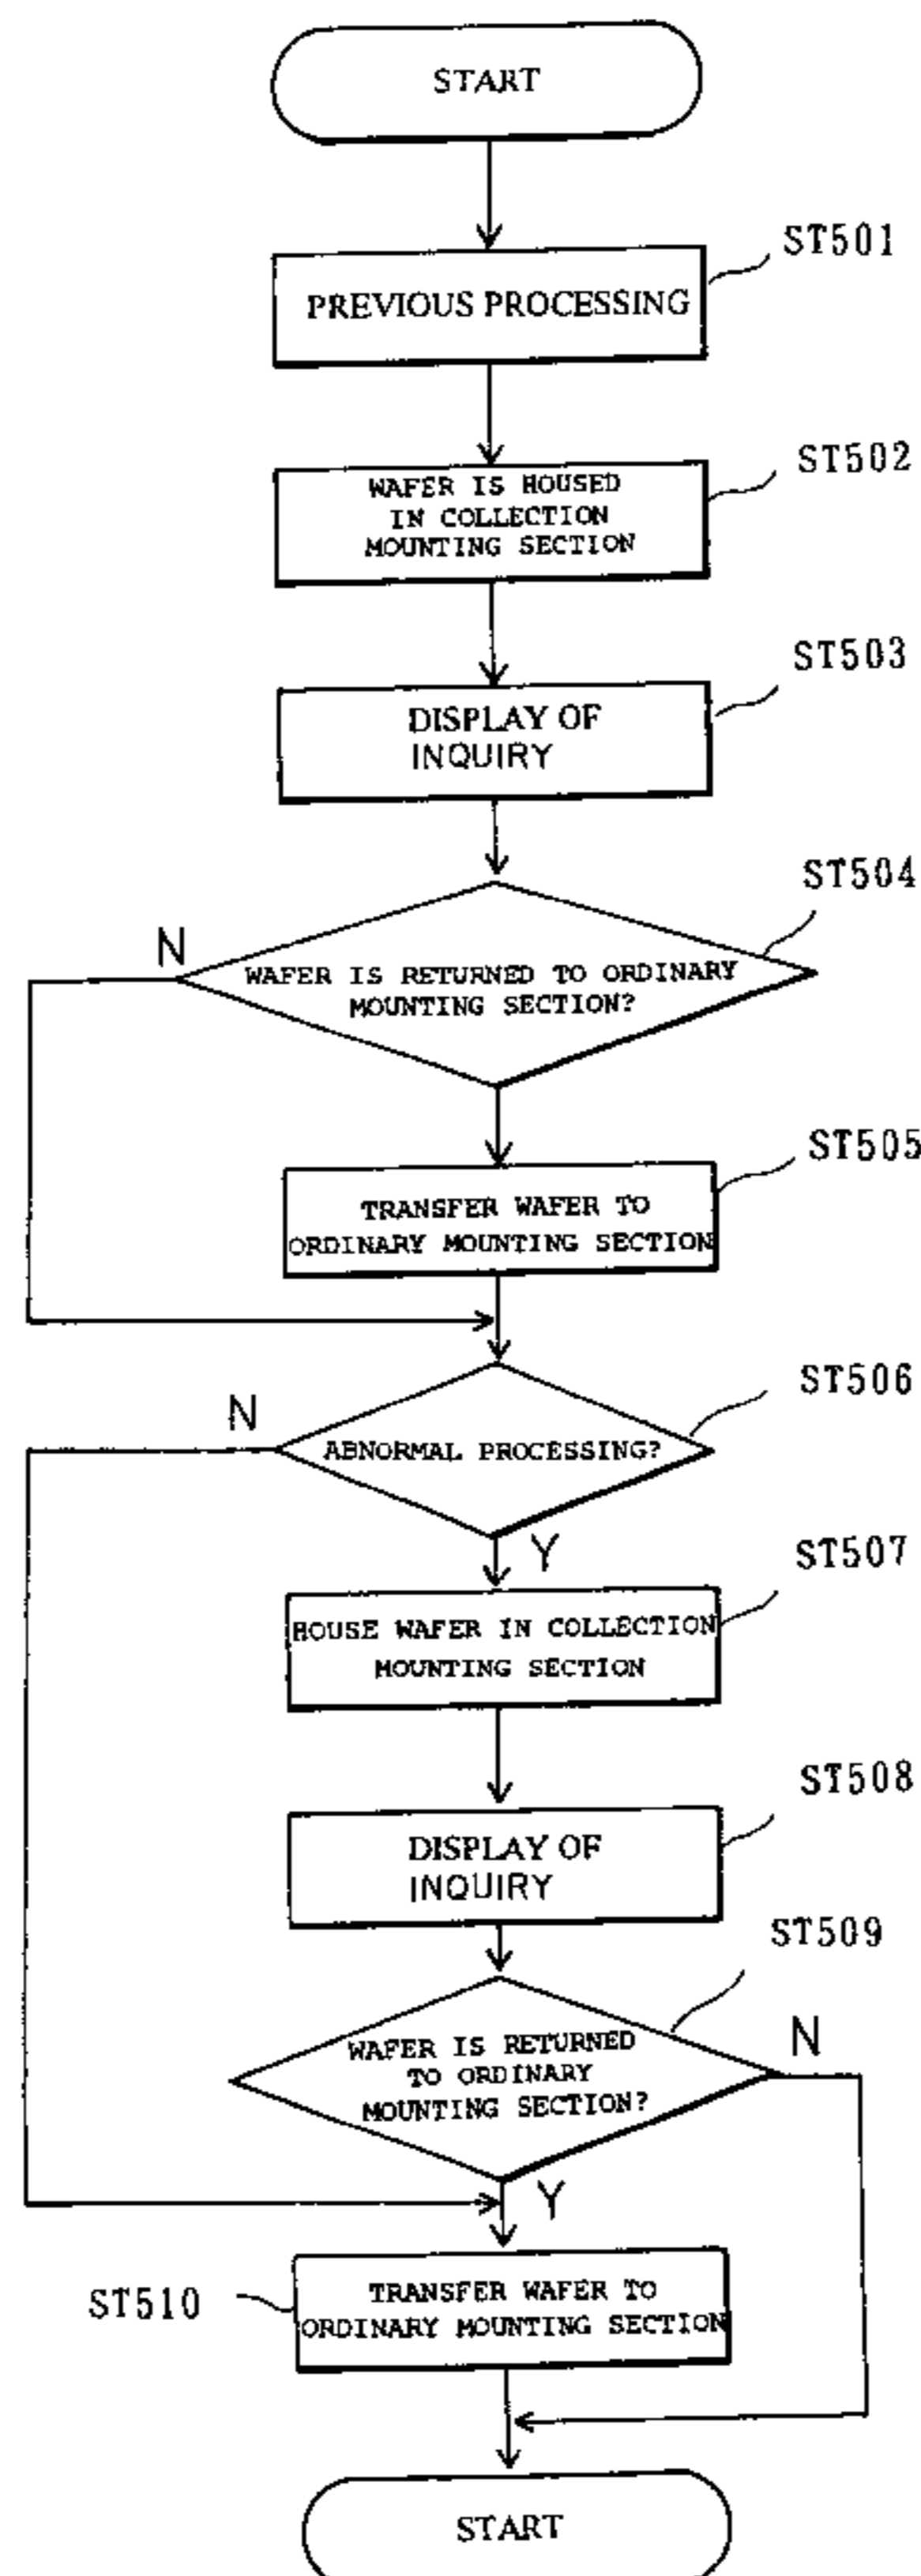 START
ST501
PREVIOUS PROCESSING
ST502
WAFER IS HOUSED
IN COLLECTION
MOUNTING SECTION
ST503
DISPLAY OF
INQUIRY
ST504
N
WAFER IS RETURNED TO ORDINARY
MOUNTING SECTION?
ST505
TRANSFER WAFER TO
ORDINARY MOUNTING SECTION
ST506
N
ABNORMAL PROCESSING?
Y
ST507
HOUSE WAFER IN COLLECTION
MOUNTING SECTION
ST508
DISPLAY OF
INQUIRY
ST509
N
WAFER IS RETURNED
TO ORDINARY
MOUNTING SECTION?
Y
ST510
TRANSFER WAFER TO
ORDINARY MOUNTING SECTION
START